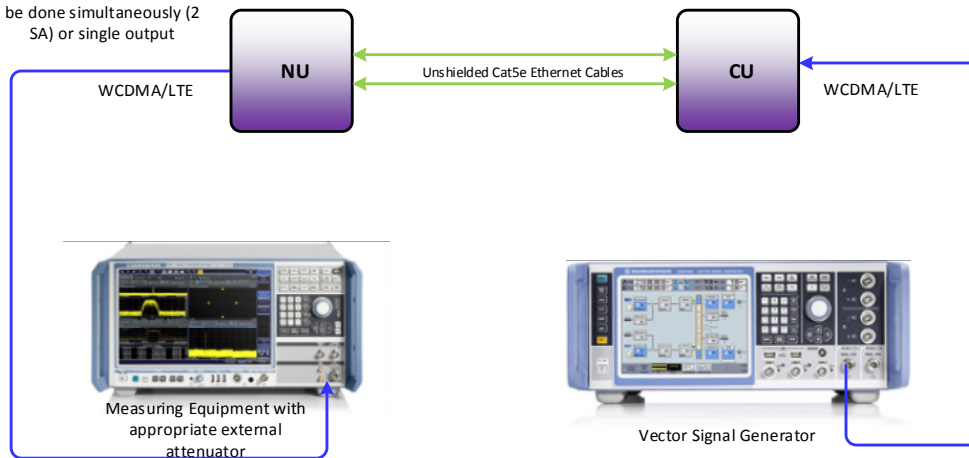 be done simultaneously (2
SA) or single output
NU
CU
Unshielded Cat5e Ethernet Cables
WCDMA/LTE
WCDMA/LTE
Measuring Equipment with
appropriate external
attenuator
Vector Signal Generator